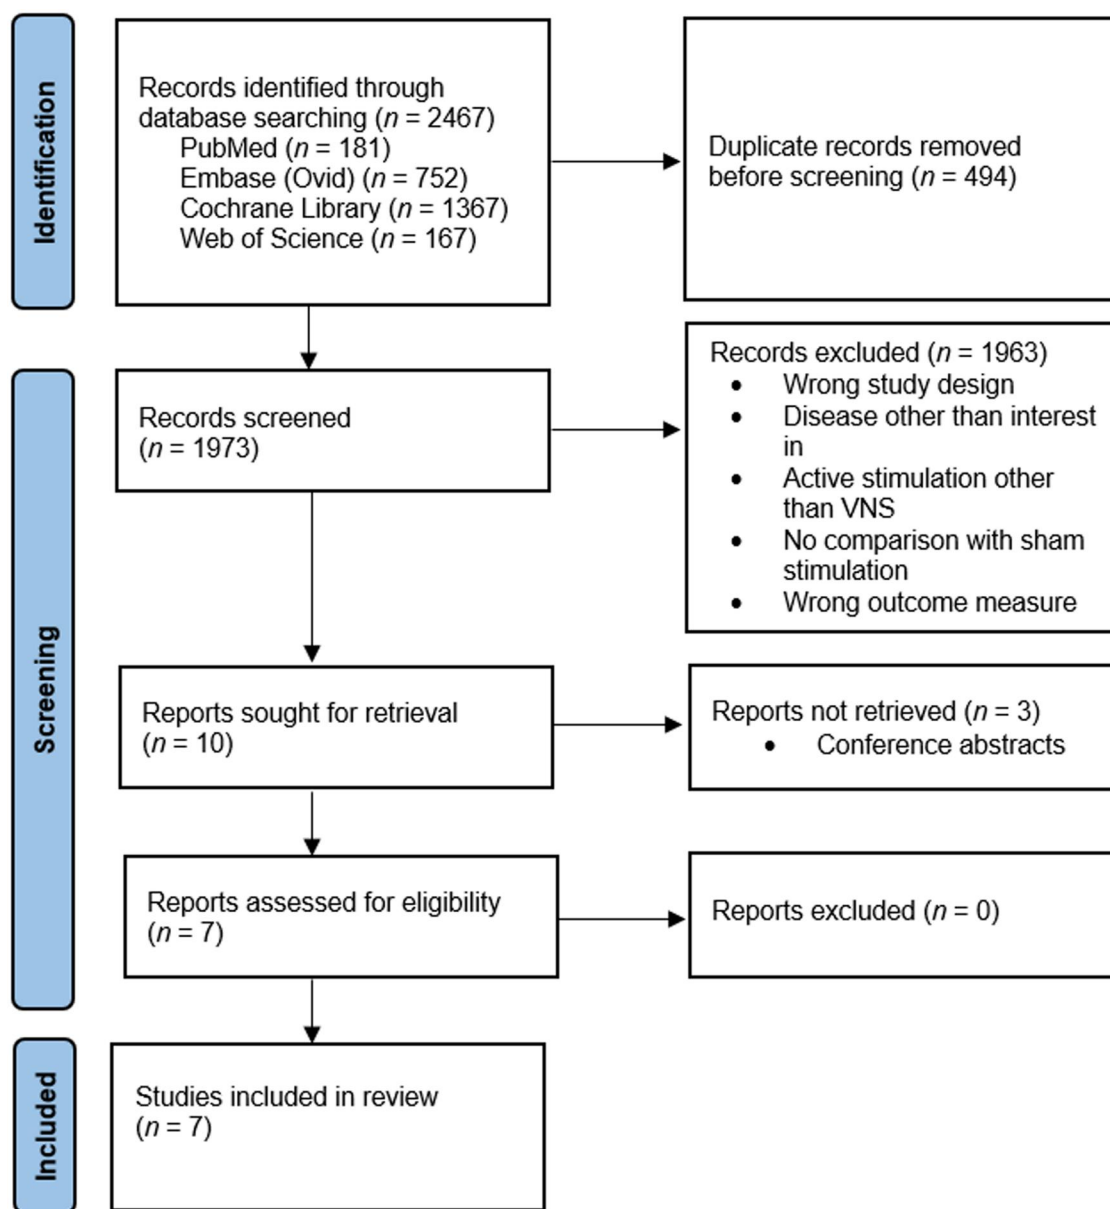 Identification
Records identified through
database searching (n = 2467)
PubMed (n = 181)
Embase (Ovid) (n = 752)
Cochrane Library (n = 1367)
Web of Science (n = 167)
Duplicate records removed
before screening (n = 494)
Screening
Records screened
(n = 1973)
Records excluded (n = 1963)
• Wrong study design
• Disease other than interest
in
• Active stimulation other
than VNS
• No comparison with sham
stimulation
• Wrong outcome measure
Reports sought for retrieval
(n = 10)
Reports not retrieved (n = 3)
• Conference abstracts
Reports assessed for eligibility
(n = 7)
Reports excluded (n = 0)
Included
Studies included in review
(n = 7)